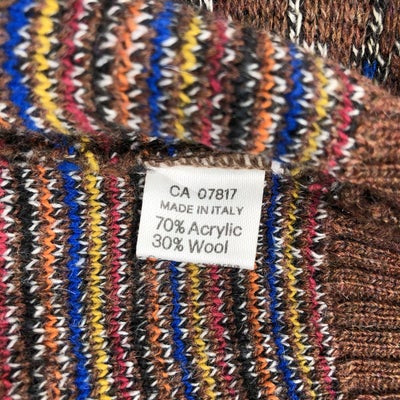 CA 07817
MADE IN ITALY
70% Acrylic
30% Wool